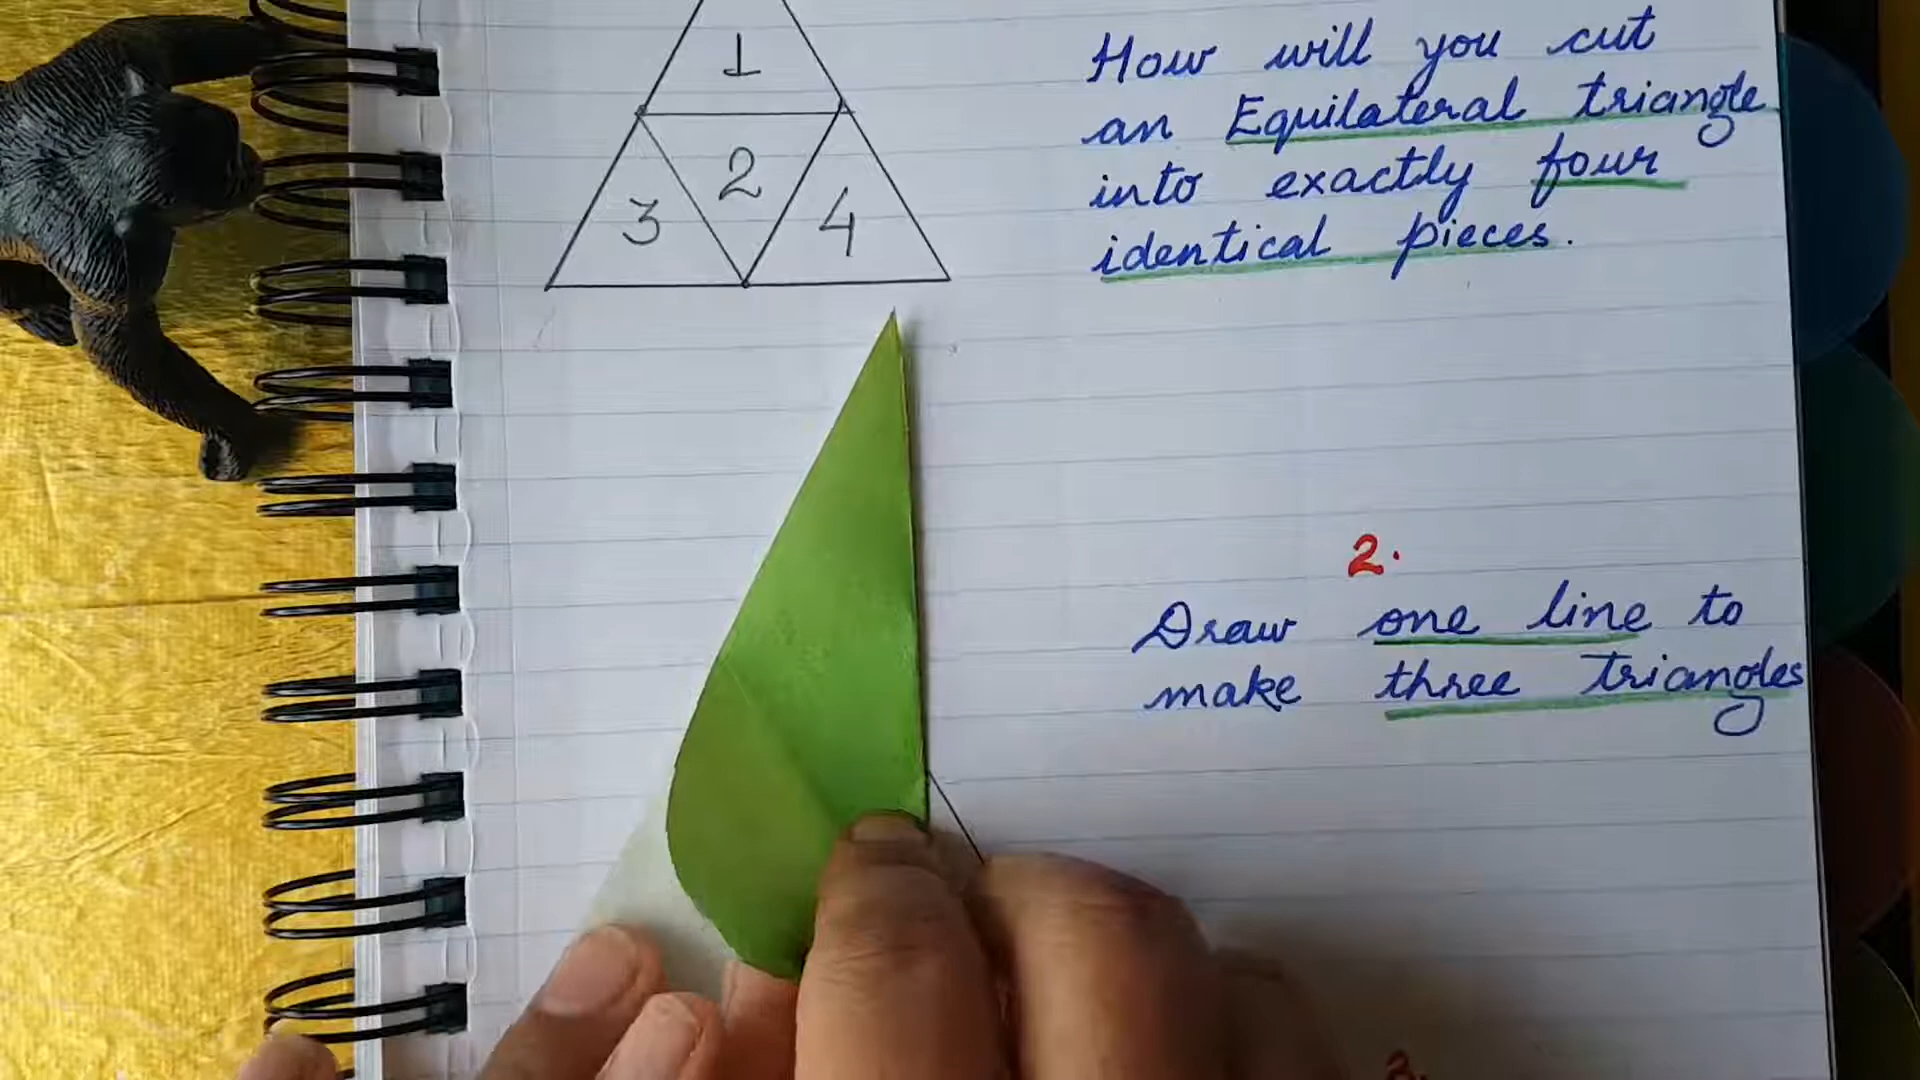 1
2
3
4
How will you cut
an Equilateral triangle
into exactly four
identical pieces.
2.
Draw one line to
make three triangles